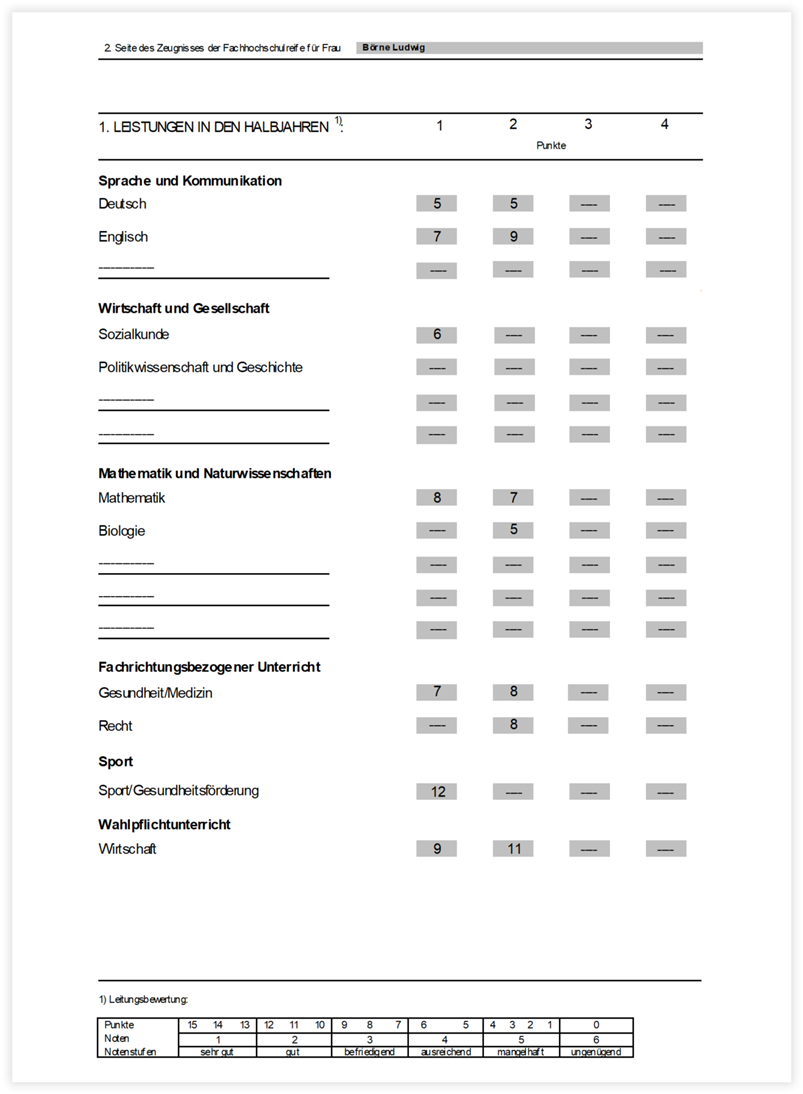 2. Seite des Zeugnisses der Fachhochschulreife für Frau Börne Ludwig
1. LEISTUNGEN IN DEN HALBJAHREN 1): 1 2 3 4
Punkte
Sprache und Kommunikation
Deutsch 5 5 ---- ----
Englisch 7 9 ---- ----
-------------- ---- ---- ---- ----
Wirtschaft und Gesellschaft
Sozialkunde 6 ---- ---- ----
Politikwissenschaft und Geschichte ---- ---- ---- ----
-------------- ---- ---- ---- ----
-------------- ---- ---- ---- ----
Mathematik und Naturwissenschaften
Mathematik 8 7 ---- ----
Biologie ---- 5 ---- ----
-------------- ---- ---- ---- ----
-------------- ---- ---- ---- ----
-------------- ---- ---- ---- ----
Fachrichtungsbezogener Unterricht
Gesundheit/Medizin 7 8 ---- ----
Recht ---- 8 ---- ----
Sport
Sport/Gesundheitsförderung 12 ---- ---- ----
Wahlpflichtunterricht
Wirtschaft 9 11 ---- ----
1) Leitungsbewertung:
Punkte 15 14 13 12 11 10 9 8 7 6 5 4 3 2 1 0
Noten 1 2 3 4 5 6
Notenstufen sehr gut gut befriedigend ausreichend mangelhaft ungenügend